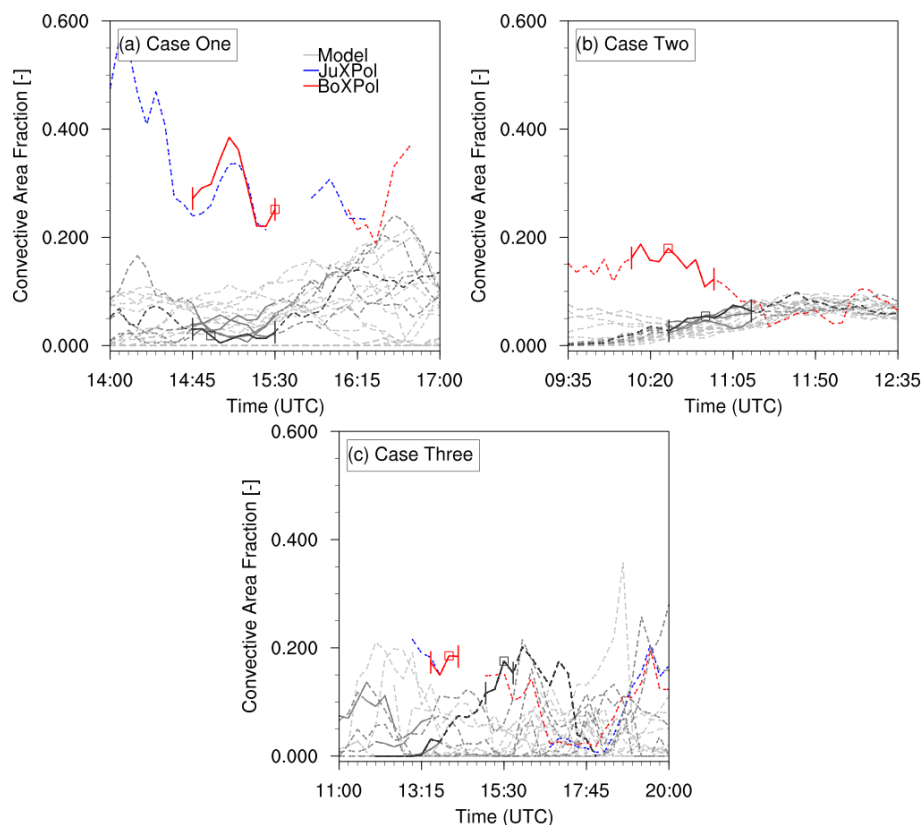 0.600
(a) Case One
Model
JuXPol
BoXPol
0.400
0.200
0.000
Convective Area Fraction [-]
14:00 14:45 15:30 16:15 17:00
Time (UTC)
0.600
(b) Case Two
0.400
0.200
0.000
Convective Area Fraction [-]
09:35 10:20 11:05 11:50 12:35
Time (UTC)
0.600
(c) Case Three
0.400
0.200
0.000
Convective Area Fraction [-]
11:00 13:15 15:30 17:45 20:00
Time (UTC)